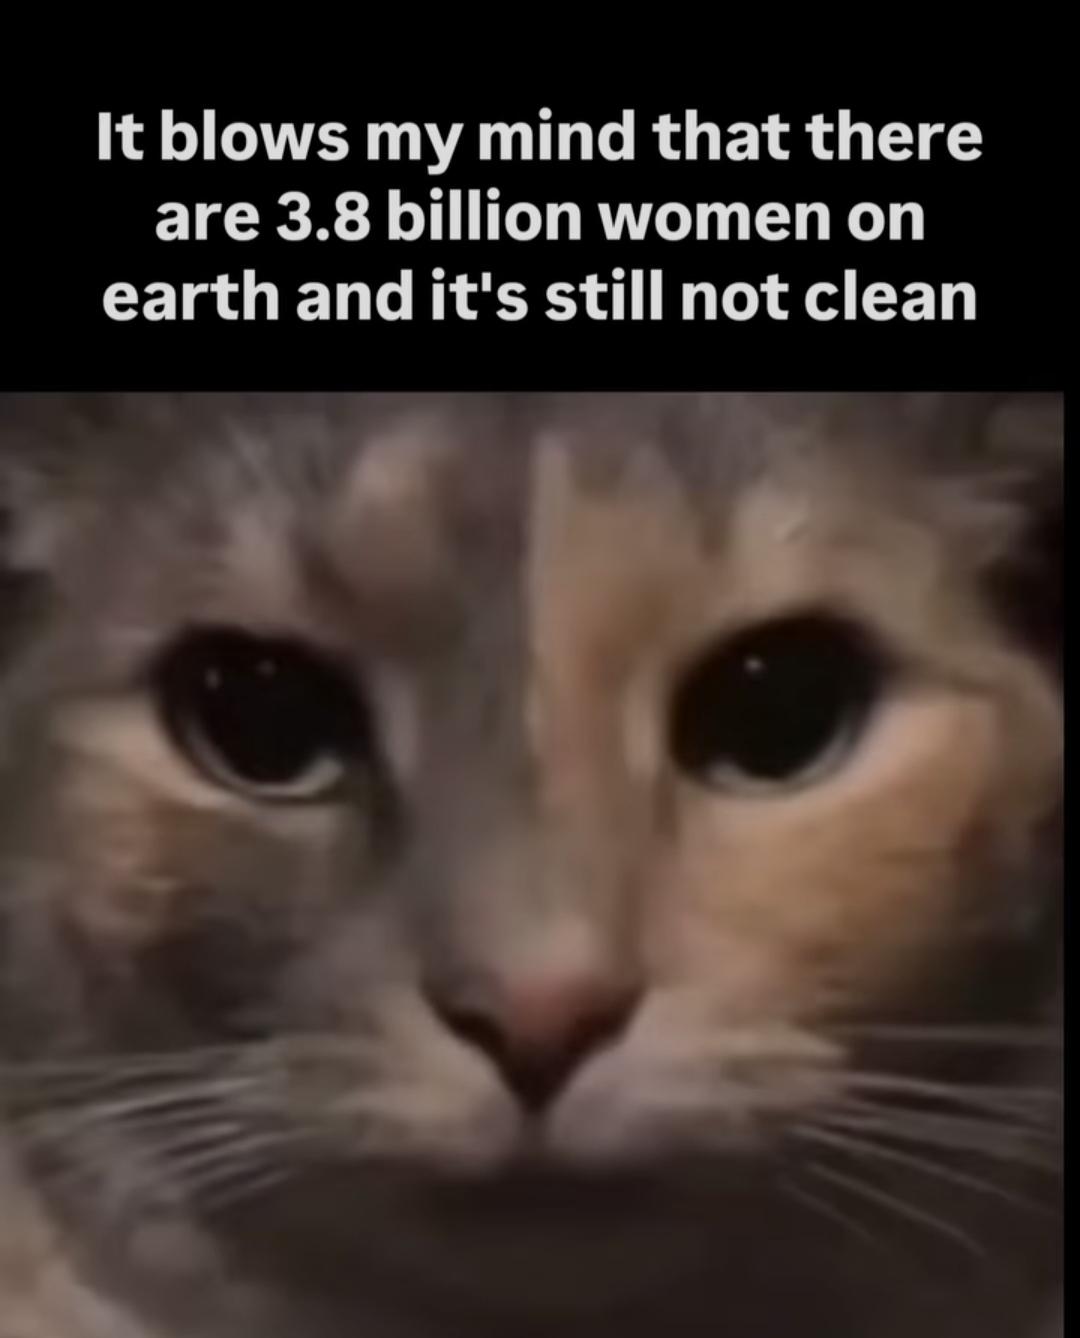 It blows my mind that there
are 3.8 billion women on
earth and it's still not clean